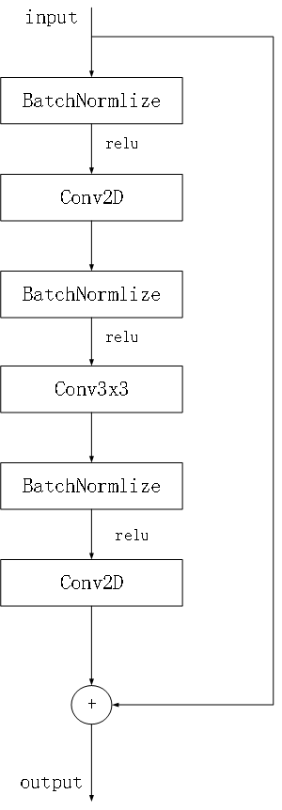 input
BatchNormlize
relu
Conv2D
BatchNormlize
relu
Conv3x3
BatchNormlize
relu
Conv2D
+
output